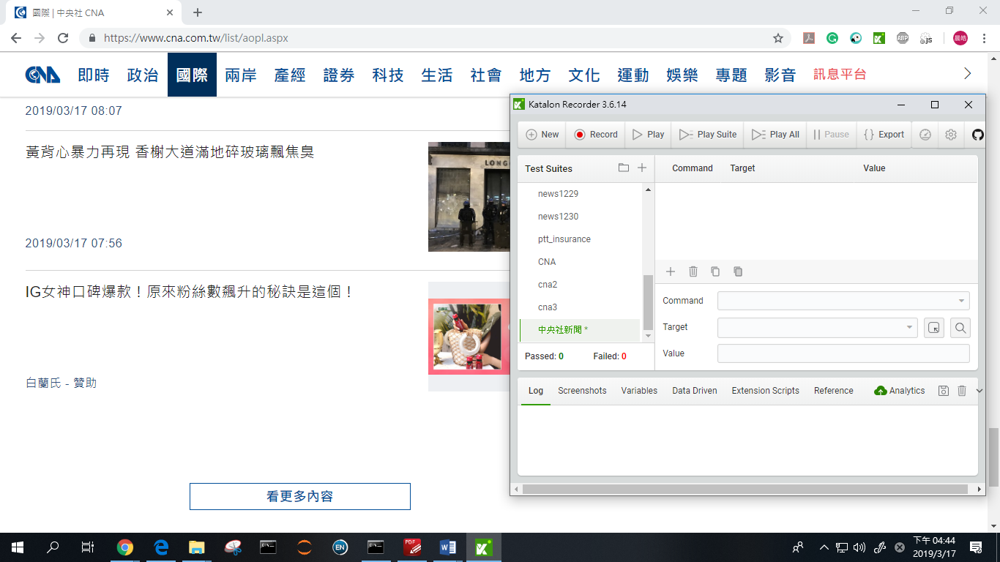 國際 | 中央社 CNA
https://www.cna.com.tw/list/aopl.aspx
ABP
JS
晨皓
CNA 即時 政治 國際 兩岸 產經 證券 科技 生活 社會 地方 文化 運動 娛樂 專題 影音 訊息平台
2019/03/17 08:07
黃背心暴力再現 香榭大道滿地碎玻璃飄焦臭
LONG
2019/03/17 07:56
IG女神口碑爆款！原來粉絲數飆升的秘訣是這個！
白蘭氏 - 贊助
看更多內容
Katalon Recorder 3.6.14
New Record Play Play Suite Play All Pause Export
Test Suites
news1229
news1230
ptt_insurance
CNA
cna2
cna3
中央社新聞 *
Passed: 0 Failed: 0
Command Target Value
Command
Target
Value
Log Screenshots Variables Data Driven Extension Scripts Reference Analytics
EN
PDF
下午 04:44
2019/3/17